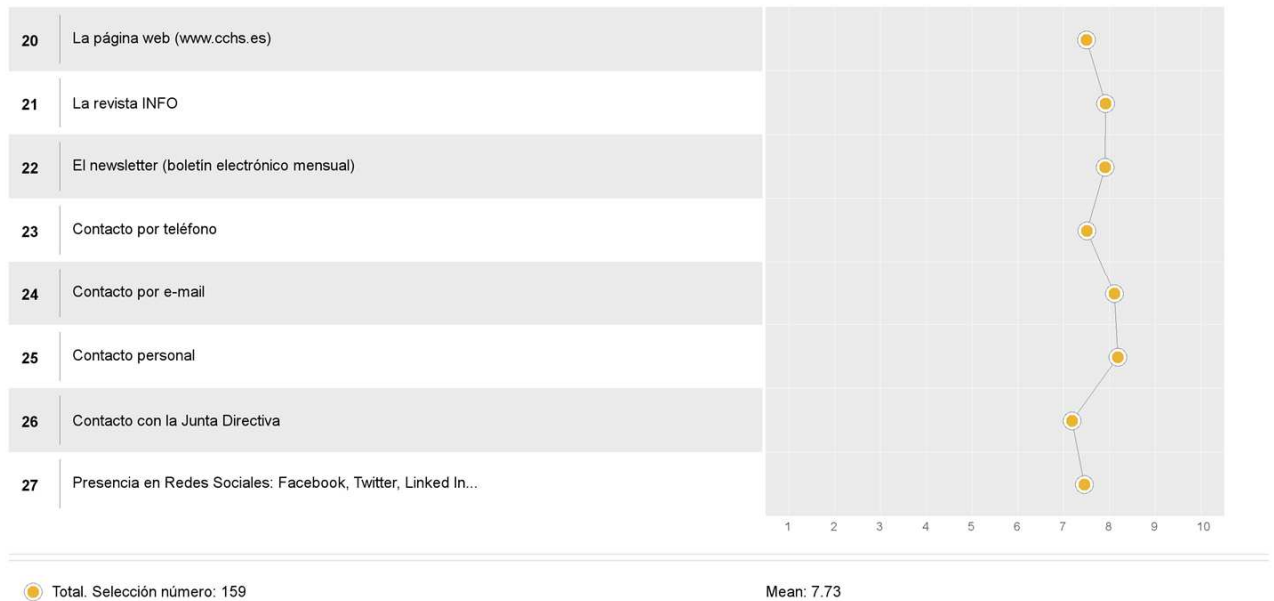 20 La página web (www.cchs.es)
21 La revista INFO
22 El newsletter (boletín electrónico mensual)
23 Contacto por teléfono
24 Contacto por e-mail
25 Contacto personal
26 Contacto con la Junta Directiva
27 Presencia en Redes Sociales: Facebook, Twitter, Linked In...
1 2 3 4 5 6 7 8 9 10
Total. Selección número: 159 Mean: 7.73